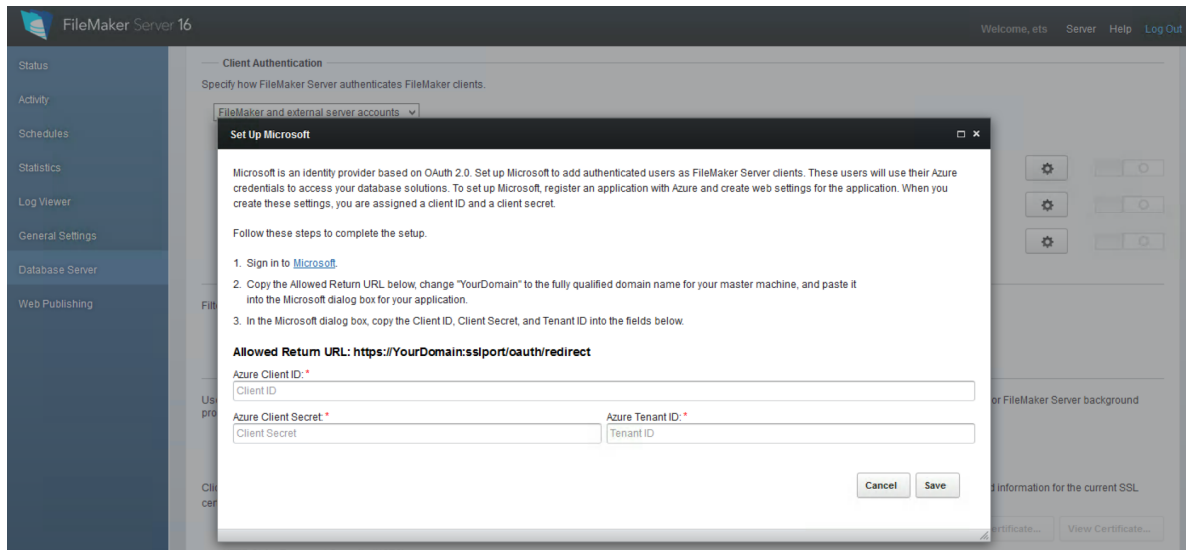 FileMaker Server 16
Welcome, ets Server Help Log Out
Status
Activity
Schedules
Statistics
Log Viewer
General Settings
Database Server
Web Publishing
Client Authentication
Specify how FileMaker Server authenticates FileMaker clients.
FileMaker and external server accounts
Set Up Microsoft
Microsoft is an identity provider based on OAuth 2.0. Set up Microsoft to add authenticated users as FileMaker Server clients. These users will use their Azure
credentials to access your database solutions. To set up Microsoft, register an application with Azure and create web settings for the application. When you
create these settings, you are assigned a client ID and a client secret.
Follow these steps to complete the setup.
1. Sign in to Microsoft.
2. Copy the Allowed Return URL below, change "YourDomain" to the fully qualified domain name for your master machine, and paste it
into the Microsoft dialog box for your application.
3. In the Microsoft dialog box, copy the Client ID, Client Secret, and Tenant ID into the fields below.
Allowed Return URL: https://YourDomain:sslport/oauth/redirect
Azure Client ID: *
Client ID
Azure Client Secret: * Azure Tenant ID: *
Client Secret Tenant ID
or FileMaker Server background
Cancel Save
information for the current SSL
View Certificate...